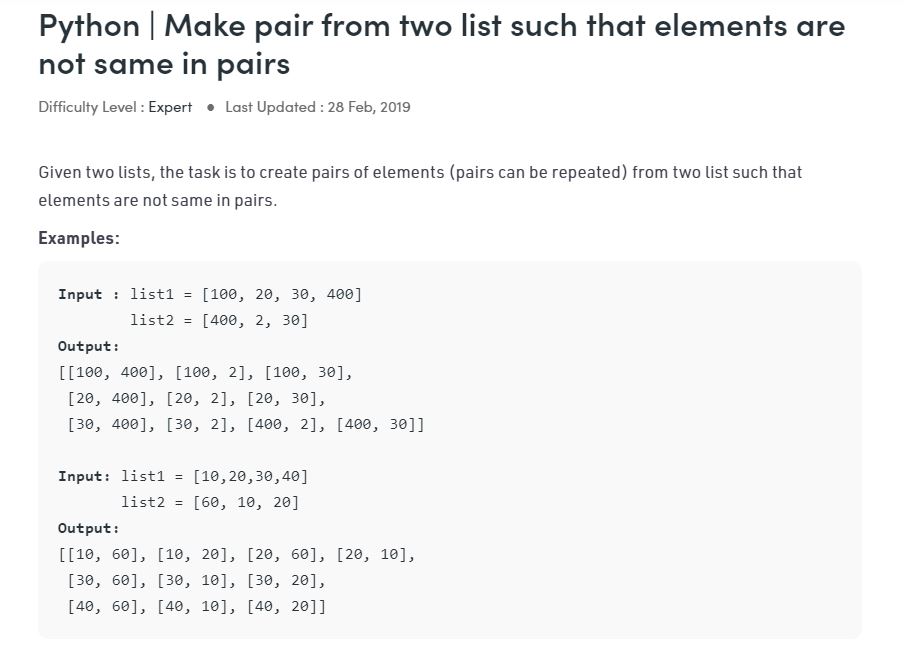 Python | Make pair from two list such that elements are
not same in pairs
Difficulty Level : Expert ● Last Updated : 28 Feb, 2019
Given two lists, the task is to create pairs of elements (pairs can be repeated) from two list such that
elements are not same in pairs.
Examples:
Input : list1 = [100, 20, 30, 400]
list2 = [400, 2, 30]
Output:
[[100, 400], [100, 2], [100, 30],
[20, 400], [20, 2], [20, 30],
[30, 400], [30, 2], [400, 2], [400, 30]]
Input: list1 = [10,20,30,40]
list2 = [60, 10, 20]
Output:
[[10, 60], [10, 20], [20, 60], [20, 10],
[30, 60], [30, 10], [30, 20],
[40, 60], [40, 10], [40, 20]]